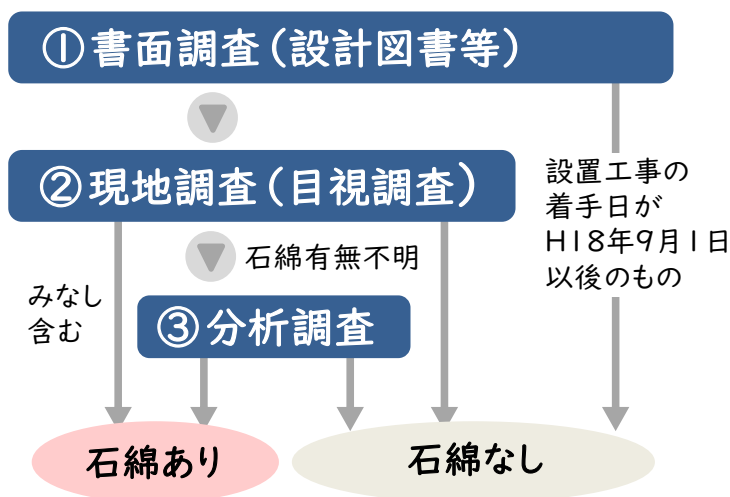 ①書面調査(設計図書等)
②現地調査(目視調査)
設置工事の
着手日が
H18年9月1日
以後のもの
石綿有無不明
みなし
含む
③分析調査
石綿あり
石綿なし